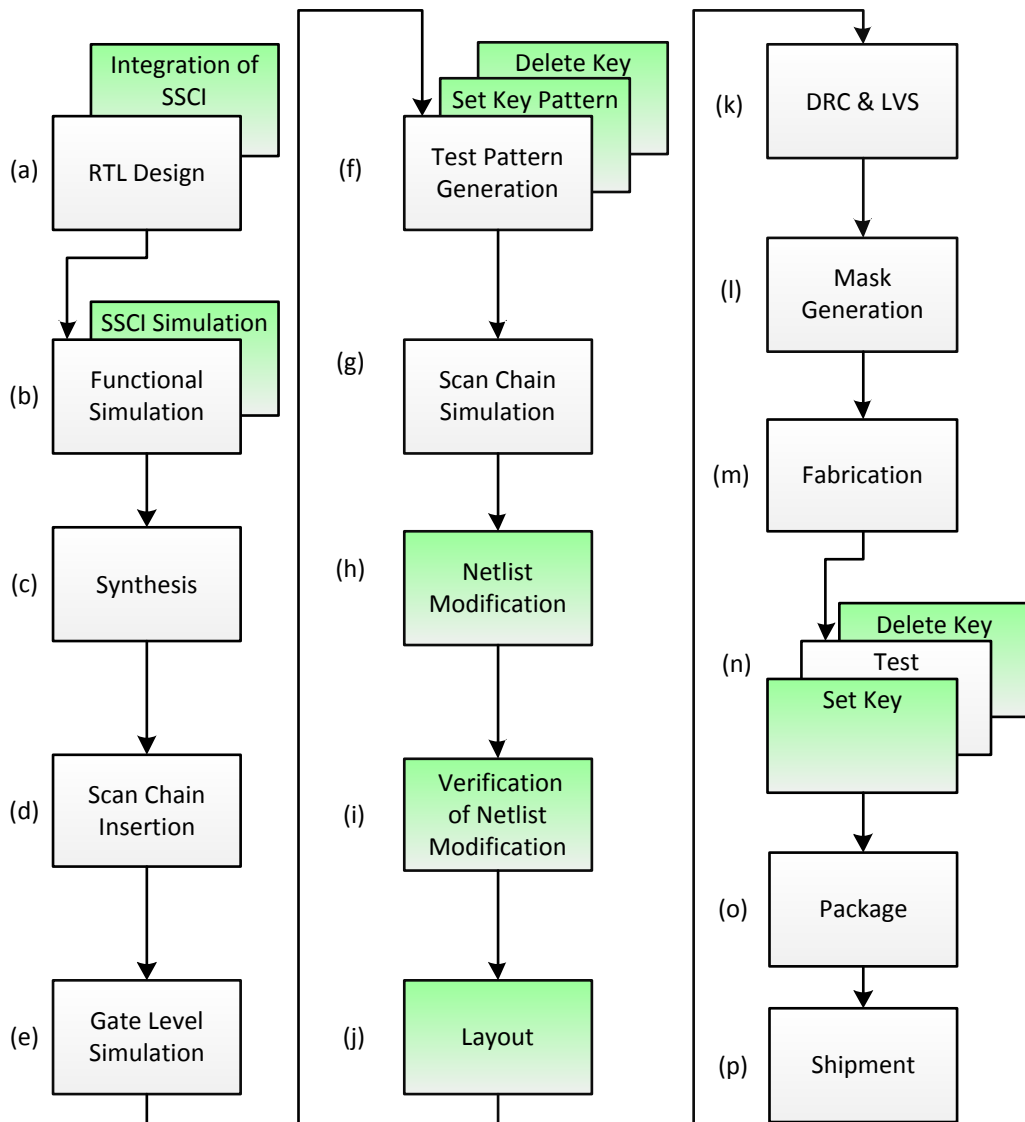 Integration of
SSCI
(a)
RTL Design
SSCI Simulation
(b)
Functional
Simulation
(c)
Synthesis
(d)
Scan Chain
Insertion
(e)
Gate Level
Simulation
Delete Key
Set Key Pattern
(f)
Test Pattern
Generation
(g)
Scan Chain
Simulation
(h)
Netlist
Modification
(i)
Verification
of Netlist
Modification
(j)
Layout
(k)
DRC & LVS
(l)
Mask
Generation
(m)
Fabrication
(n)
Delete Key
Test
Set Key
(o)
Package
(p)
Shipment